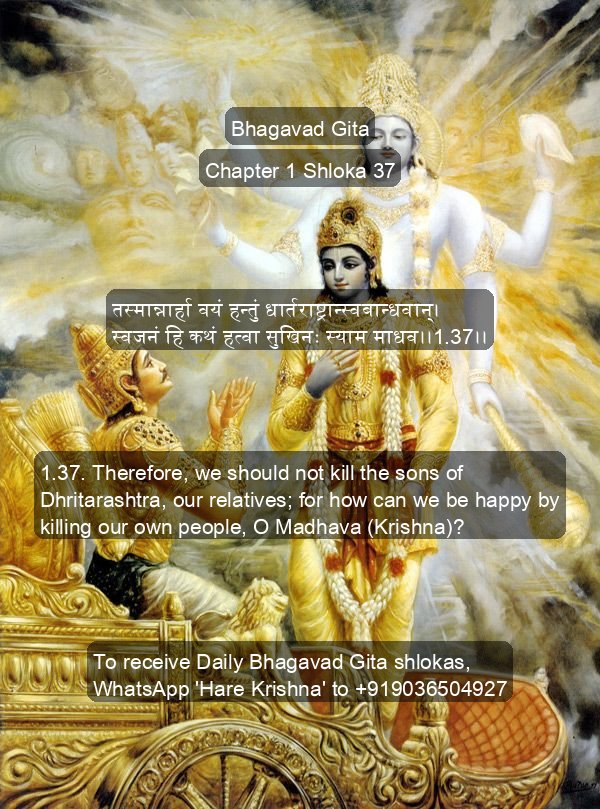 Bhagavad Gita
Chapter 1 Shloka 37
तस्मान्नार्हा वयं हन्तुं धार्तराष्ट्रान्स्वबान्धवान्।
स्वजनं हि कथं हत्वा सुखिनः स्याम माधव।।1.37।।
1.37. Therefore, we should not kill the sons of
Dhritarashtra, our relatives; for how can we be happy by
killing our own people, O Madhava (Krishna)?
To receive Daily Bhagavad Gita shlokas,
WhatsApp 'Hare Krishna' to +919036504927